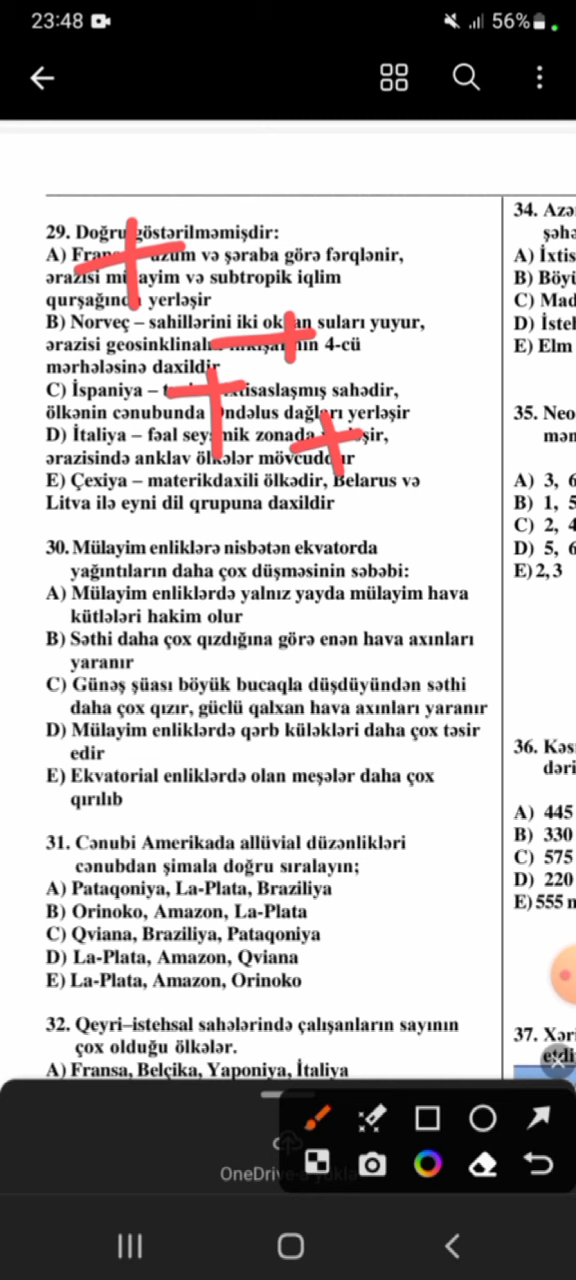 23:48
56%
29. Doğru göstərilməmişdir:
A) üzüm və şəraba görə fərqlənir,
ərazisi mülayim və subtropik iqlim
qurşağında yerləşir
B) Norveç – sahillərini iki okean suları yuyur,
ərazisi geosinklinal 4-cü
mərhələsinə daxildir
C) İspaniya – ixtisaslaşmış sahədir,
ölkənin cənubunda Əndəlus dağları yerləşir
D) İtaliya – fəal seysmik zonada yerləşir,
ərazisində anklav ölkələr mövcuddur
E) Çexiya – materikdaxili ölkədir, Belarus və
Litva ilə eyni dil qrupuna daxildir
30. Mülayim enliklərə nisbətən ekvatorda
yağıntıların daha çox düşməsinin səbəbi:
A) Mülayim enliklərdə yalnız yayda mülayim hava
kütlələri hakim olur
B) Səthi daha çox qızdığına görə enən hava axınları
yaranır
C) Günəş şüası böyük bucaqla düşdüyündən səthi
daha çox qızır, güclü qalxan hava axınları yaranır
D) Mülayim enliklərdə qərb küləkləri daha çox təsir
edir
E) Ekvatorial enliklərdə olan meşələr daha çox
qırılıb
31. Cənubi Amerikada allüvial düzənlikləri
cənubdan şimala doğru sıralayın;
A) Pataqoniya, La-Plata, Braziliya
B) Orinoko, Amazon, La-Plata
C) Qviana, Braziliya, Pataqoniya
D) La-Plata, Amazon, Qviana
E) La-Plata, Amazon, Orinoko
32. Qeyri–istehsal sahələrində çalışanların sayının
çox olduğu ölkələr.
A) Fransa, Belçika, Yaponiya, İtaliya
34. Azə
şəhə
A) İxtis
B) Böyü
C) Mad
D) İsteh
E) Elm
35. Neo
mən
A) 3, 6
B) 1, 5
C) 2, 4
D) 5, 6
E) 2, 3
36. Kəs
dəri
A) 445
B) 330
C) 575
D) 220
E) 555 m
37. Xəri
etdi
OneDrive